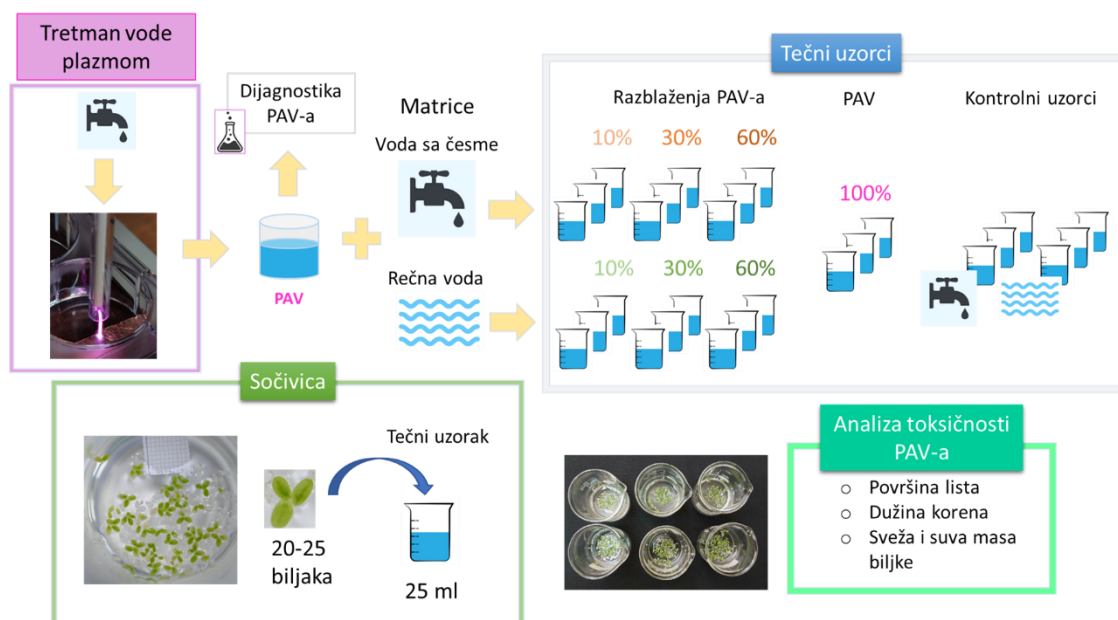 Tretman vode
plazmom
Dijagnostika
PAV-a
PAV
Matrice
Voda sa česme
Rečna voda
Tečni uzorci
Razblaženja PAV-a
PAV
Kontrolni uzorci
10%
30%
60%
100%
10%
30%
60%
Sočivica
20-25
biljaka
Tečni uzorak
25 ml
Analiza toksičnosti
PAV-a
o Površina lista
o Dužina korena
o Sveža i suva masa
biljke